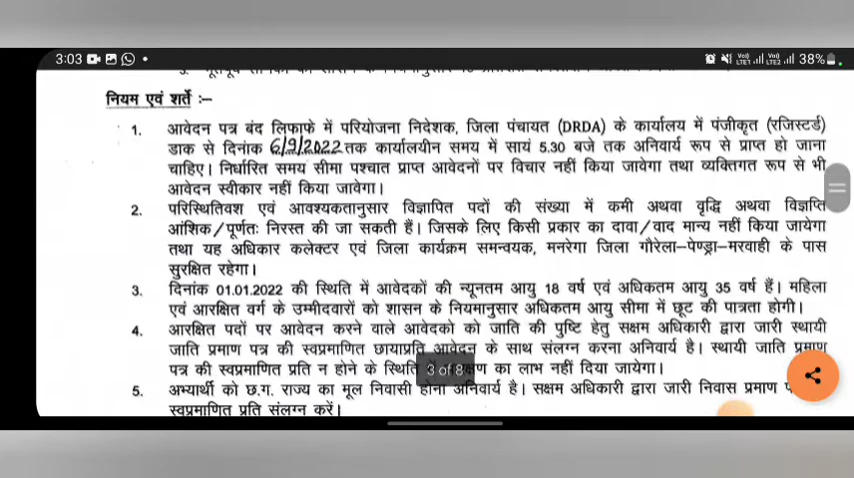 3:03
38%
नियम एवं शर्ते :–
1. आवेदन पत्र बंद लिफाफे में परियोजना निदेशक, जिला पंचायत (DRDA) के कार्यालय में पंजीकृत (रजिस्टर्ड)
डाक से दिनांक 6/9/2022 तक कार्यालयीन समय में सायं 5.30 बजे तक अनिवार्य रूप से प्राप्त हो जाना
चाहिए। निर्धारित समय सीमा पश्चात प्राप्त आवेदनों पर विचार नहीं किया जावेगा तथा व्यक्तिगत रूप से भी
आवेदन स्वीकार नहीं किया जावेगा।
2. परिस्थितिवश एवं आवश्यकतानुसार विज्ञापित पदों की संख्या में कमी अथवा वृद्धि अथवा विज्ञप्ति
आंशिक/पूर्णतः निरस्त की जा सकती हैं। जिसके लिए किसी प्रकार का दावा/वाद मान्य नहीं किया जायेगा
तथा यह अधिकार कलेक्टर एवं जिला कार्यक्रम समन्वयक, मनरेगा जिला गौरेला–पेण्ड्रा–मरवाही के पास
सुरक्षित रहेगा।
3. दिनांक 01.01.2022 की स्थिति में आवेदकों की न्यूनतम आयु 18 वर्ष एवं अधिकतम आयु 35 वर्ष हैं। महिला
एवं आरक्षित वर्ग के उम्मीदवारों को शासन के नियमानुसार अधिकतम आयु सीमा में छूट की पात्रता होगी।
4. आरक्षित पदों पर आवेदन करने वाले आवेदको को जाति की पुष्टि हेतु सक्षम अधिकारी द्वारा जारी स्थायी
जाति प्रमाण पत्र की स्वप्रमाणित छायाप्रति आवेदन के साथ संलग्न करना अनिवार्य है। स्थायी जाति प्रमाण
पत्र की स्वप्रमाणित प्रति न होने के स्थिति का लाभ नहीं दिया जायेगा।
3 of 8
5. अभ्यार्थी को छ.ग. राज्य का मूल निवासी होना अनिवार्य है। सक्षम अधिकारी द्वारा जारी निवास प्रमाण
स्वप्रमाणित प्रति संलग्न करें।